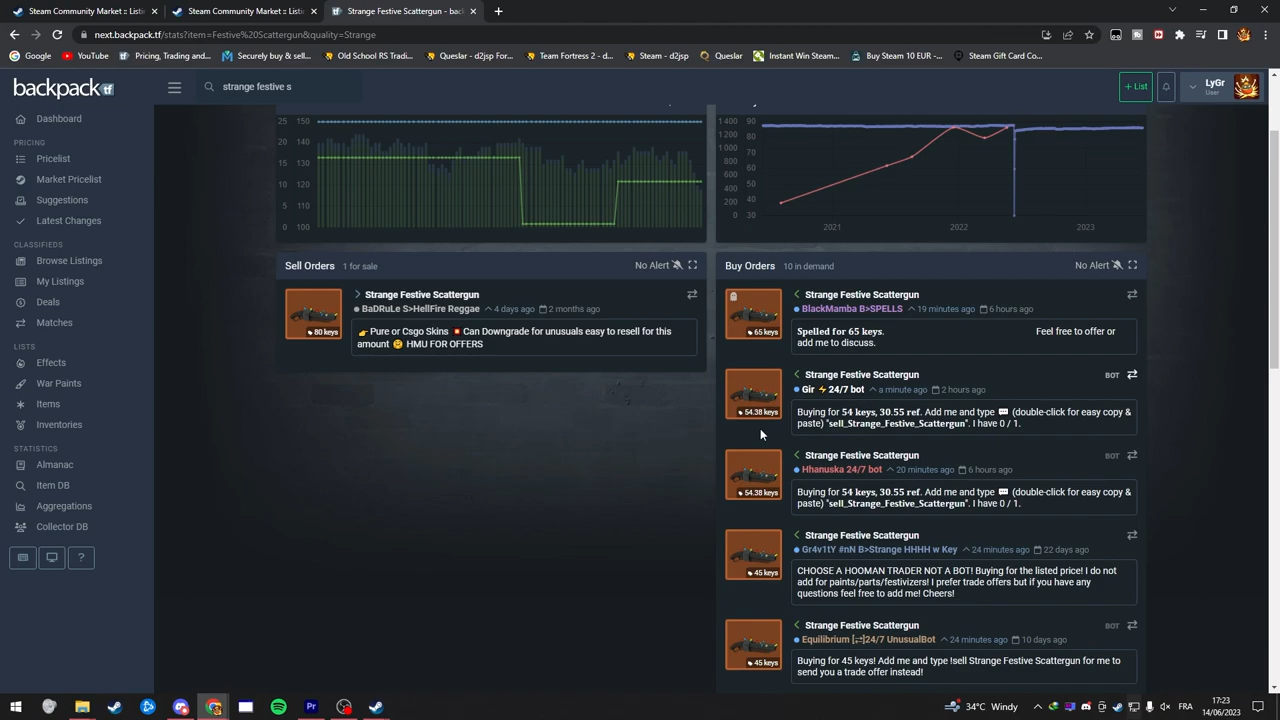 Steam Community Market :: Listin
Steam Community Market :: Listin
Strange Festive Scattergun - back
next.backpack.tf/stats?item=Festive%20Scattergun&quality=Strange
Google
YouTube
Pricing, Trading and...
Securely buy & sell...
Old School RS Tradi...
Queslar - d2jsp For...
Team Fortress 2 - d...
Steam - d2jsp
Queslar
Instant Win Steam...
Buy Steam 10 EUR -...
Steam Gift Card Co...
backpack tf
strange festive s
+ List
LyGr
User
Dashboard
PRICING
Pricelist
Market Pricelist
Suggestions
Latest Changes
CLASSIFIEDS
Browse Listings
My Listings
Deals
Matches
LISTS
Effects
War Paints
Items
Inventories
STATISTICS
Almanac
Item DB
Aggregations
Collector DB
?
25 150
20 140
15 130
10 120
5 110
0 100
1 400 90
1 200 80
1 000
800 70
600 60
400 50
200 40
0 30
2021 2022 2023
Sell Orders 1 for sale No Alert
Strange Festive Scattergun
BaDRuLe S>HellFire Reggae 4 days ago 2 months ago
80 keys
👉Pure or Csgo Skins 💥 Can Downgrade for unusuals easy to resell for this
amount 🤔 HMU FOR OFFERS
Buy Orders 10 in demand No Alert
Strange Festive Scattergun
BlackMamba B>SPELLS 19 minutes ago 6 hours ago
65 keys
Spelled for 65 keys. Feel free to offer or
add me to discuss.
Strange Festive Scattergun BOT
Gir ⚡ 24/7 bot a minute ago 2 hours ago
54.38 keys
Buying for 54 keys, 30.55 ref. Add me and type 💬 (double-click for easy copy &
paste) "sell_Strange_Festive_Scattergun". I have 0 / 1.
Strange Festive Scattergun BOT
Hhanuska 24/7 bot 20 minutes ago 6 hours ago
54.38 keys
Buying for 54 keys, 30.55 ref. Add me and type 💬 (double-click for easy copy &
paste) "sell_Strange_Festive_Scattergun". I have 0 / 1.
Strange Festive Scattergun
Gr4v1tY #nN B>Strange HHHH w Key 24 minutes ago 22 days ago
45 keys
CHOOSE A HOOMAN TRADER NOT A BOT! Buying for the listed price! I do not
add for paints/parts/festivizers! I prefer trade offers but if you have any
questions feel free to add me! Cheers!
Strange Festive Scattergun BOT
Equilibrium [⇄]24/7 UnusualBot 24 minutes ago 10 days ago
45 keys
Buying for 45 keys! Add me and type !sell Strange Festive Scattergun for me to
send you a trade offer instead!
34°C Windy
FRA
17:23
14/06/2023